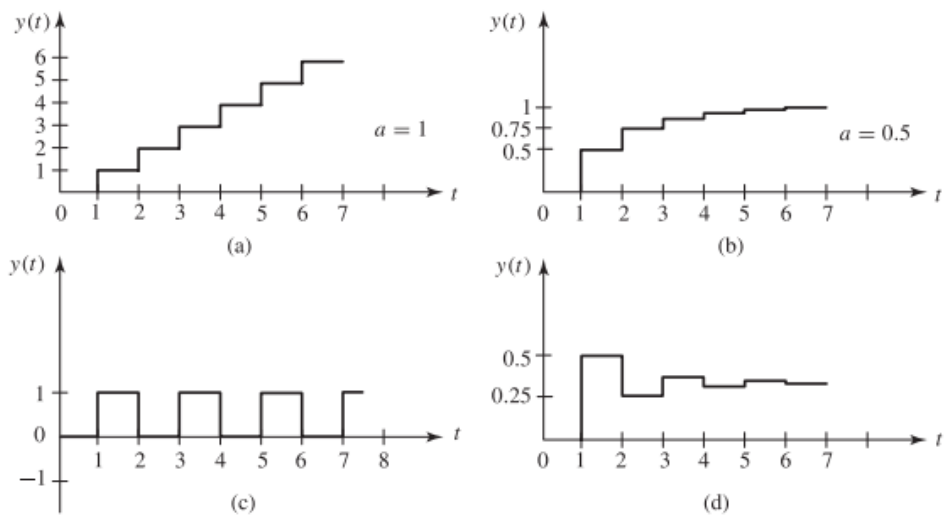 y(t)
6
5
4
3
2
1
a = 1
0 1 2 3 4 5 6 7 t
(a)
y(t)
1
0.75
0.5
a = 0.5
0 1 2 3 4 5 6 7 t
(b)
y(t)
1
0
−1
1 2 3 4 5 6 7 8 t
(c)
y(t)
0.5
0.25
0 1 2 3 4 5 6 7 t
(d)